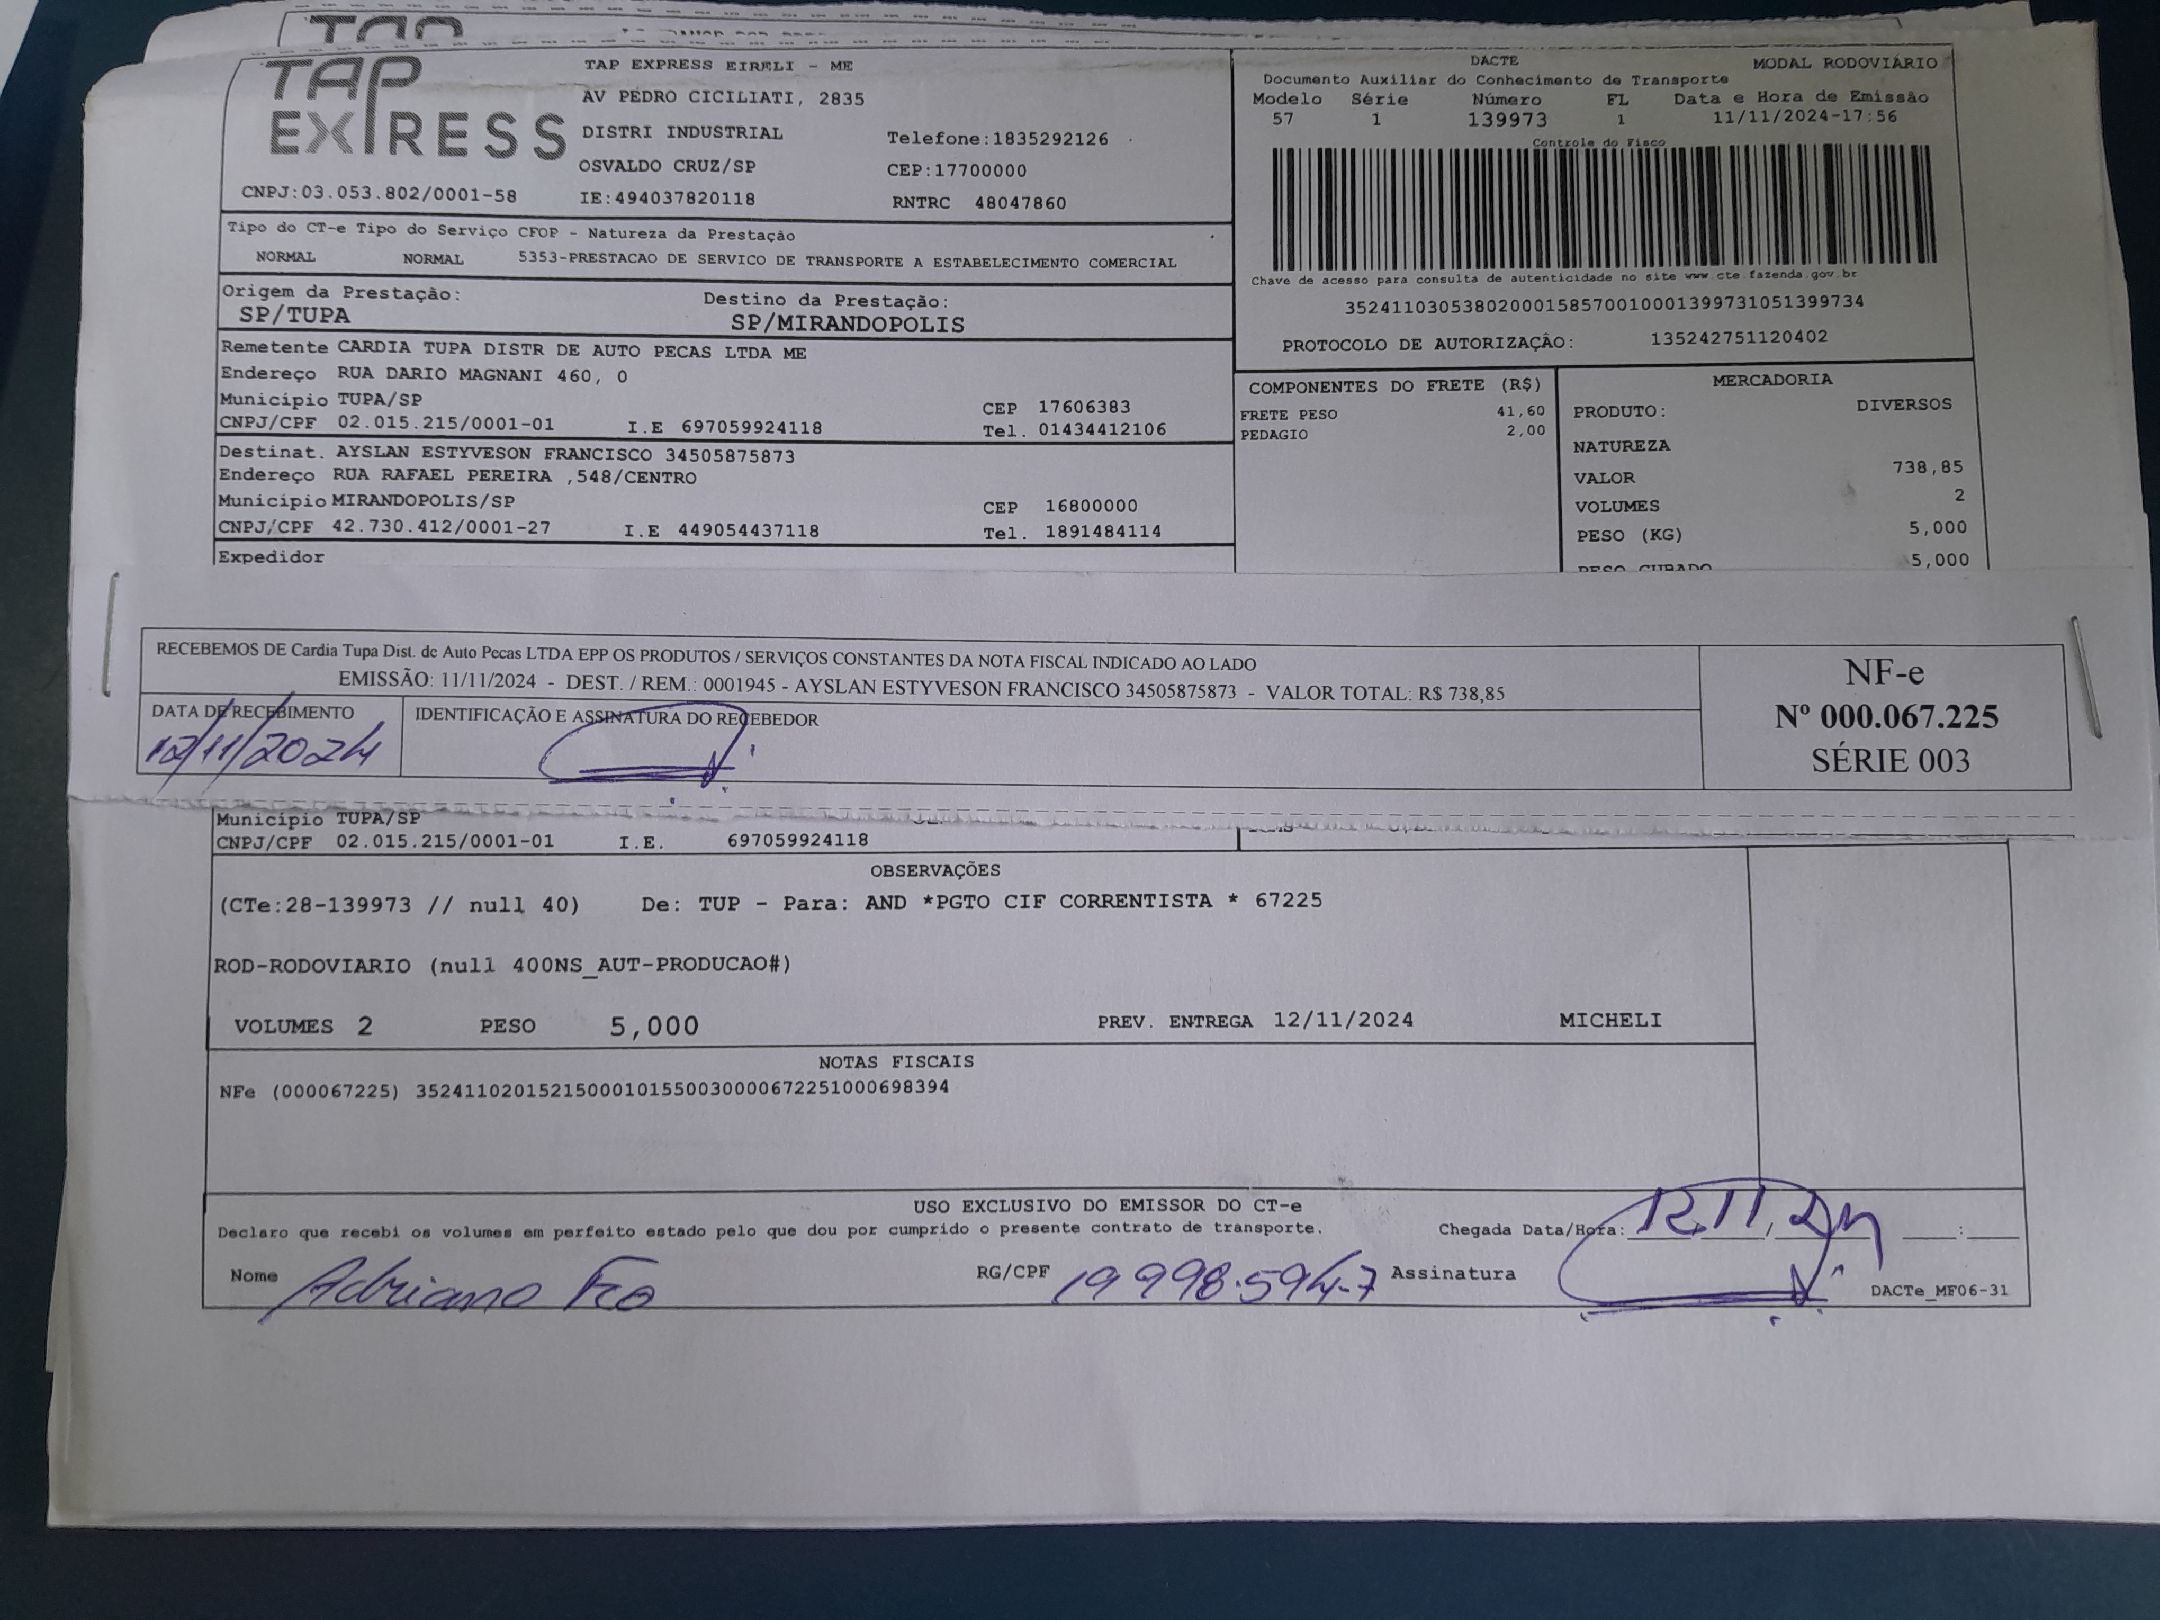 TAP EXPRESS
TAP EXPRESS EIRELI - ME
AV PEDRO CICILIATI, 2835
DISTRI INDUSTRIAL Telefone:1835292126
OSVALDO CRUZ/SP CEP:17700000
CNPJ:03.053.802/0001-58 IE:494037820118 RNTRC 48047860
DACTE MODAL RODOVIÁRIO
Documento Auxiliar do Conhecimento de Transporte
Modelo Série Número FL Data e Hora de Emissão
57 1 139973 1 11/11/2024-17:56
Controle do Fisco
Chave de acesso para consulta de autenticidade no site www.cte.fazenda.gov.br
35241103053802000158570010001399731051399734
PROTOCOLO DE AUTORIZAÇÃO: 135242751120402
Tipo do CT-e Tipo do Serviço CFOP - Natureza da Prestação
NORMAL NORMAL 5353-PRESTACAO DE SERVICO DE TRANSPORTE A ESTABELECIMENTO COMERCIAL
Origem da Prestação: Destino da Prestação:
SP/TUPA SP/MIRANDOPOLIS
Remetente CARDIA TUPA DISTR DE AUTO PECAS LTDA ME
Endereço RUA DARIO MAGNANI 460, 0
Município TUPA/SP CEP 17606383
CNPJ/CPF 02.015.215/0001-01 I.E 697059924118 Tel. 01434412106
Destinat. AYSLAN ESTYVESON FRANCISCO 34505875873
Endereço RUA RAFAEL PEREIRA ,548/CENTRO
Município MIRANDOPOLIS/SP CEP 16800000
CNPJ/CPF 42.730.412/0001-27 I.E 449054437118 Tel. 1891484114
Expedidor
COMPONENTES DO FRETE (R$)
FRETE PESO 41,60
PEDAGIO 2,00
MERCADORIA
PRODUTO: DIVERSOS
NATUREZA
VALOR 738,85
VOLUMES 2
PESO (KG) 5,000
PESO CUBADO 5,000
RECEBEMOS DE Cardia Tupa Dist. de Auto Pecas LTDA EPP OS PRODUTOS / SERVIÇOS CONSTANTES DA NOTA FISCAL INDICADO AO LADO
EMISSÃO: 11/11/2024 - DEST. / REM.: 0001945 - AYSLAN ESTYVESON FRANCISCO 34505875873 - VALOR TOTAL: R$ 738,85
DATA DE RECEBIMENTO IDENTIFICAÇÃO E ASSINATURA DO RECEBEDOR
12/11/2024
NF-e
Nº 000.067.225
SÉRIE 003
Município TUPA/SP
CNPJ/CPF 02.015.215/0001-01 I.E. 697059924118
OBSERVAÇÕES
(CTe:28-139973 // null 40) De: TUP - Para: AND *PGTO CIF CORRENTISTA * 67225
ROD-RODOVIARIO (null 400NS_AUT-PRODUCAO#)
VOLUMES 2 PESO 5,000 PREV. ENTREGA 12/11/2024 MICHELI
NOTAS FISCAIS
NFe (000067225) 35241102015215000101550030000672251000698394
USO EXCLUSIVO DO EMISSOR DO CT-e
Declaro que recebi os volumes em perfeito estado pelo que dou por cumprido o presente contrato de transporte. Chegada Data/Hora: 12,11,24 :
Nome Adriano Fco RG/CPF 19998.594-7 Assinatura DACTe_MF06-31